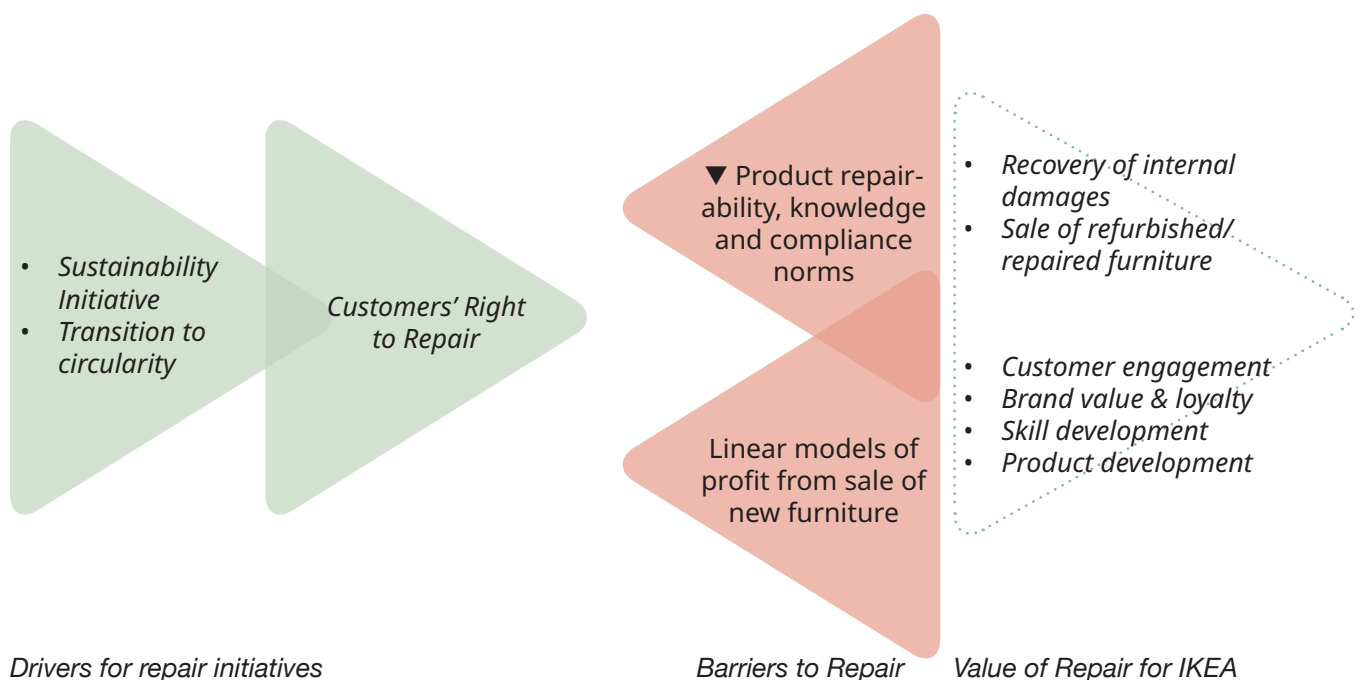 • Sustainability
Initiative
• Transition to
circularity
Customers’ Right
to Repair
▼ Product repair-
ability, knowledge
and compliance
norms
Linear models of
profit from sale of
new furniture
• Recovery of internal
damages
• Sale of refurbished/
repaired furniture
• Customer engagement
• Brand value & loyalty
• Skill development
• Product development
Drivers for repair initiatives
Barriers to Repair
Value of Repair for IKEA